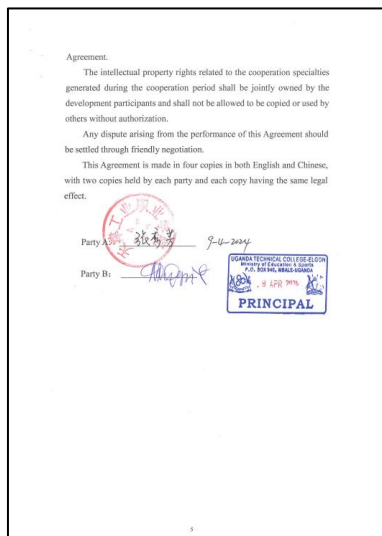 Agreement.
The intellectual property rights related to the cooperation specialties
generated during the cooperation period shall be jointly owned by the
development participants and shall not be allowed to be copied or used by
others without authorization.
Any dispute arising from the performance of this Agreement should
be settled through friendly negotiation.
This Agreement is made in four copies in both English and Chinese,
with two copies held by each party and each copy having the same legal
effect.
Party A: 9-4-2024
Party B:
UGANDA TECHNICAL COLLEGE-ELGON
Ministry of Education & Sports
P.O. BOX 940, MBALE-UGANDA
9 APR
PRINCIPAL
5